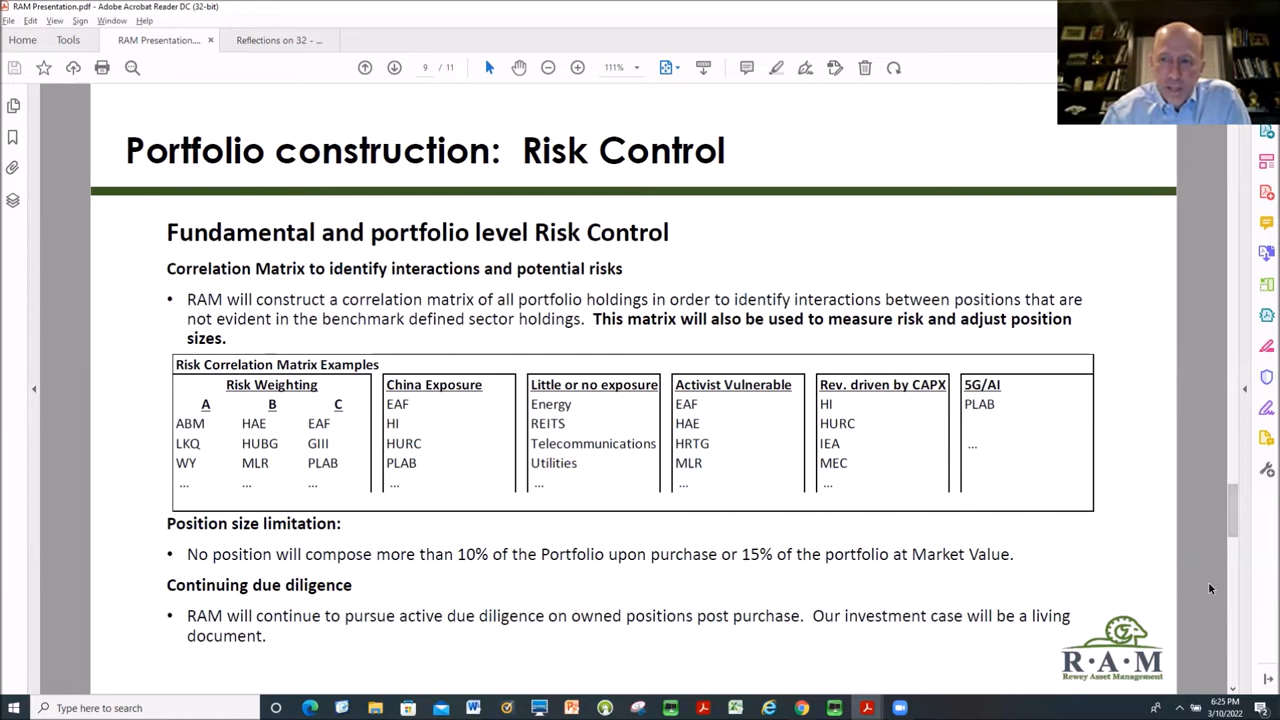 RAM Presentation.pdf - Adobe Acrobat Reader DC (32-bit)
File Edit View Sign Window Help
Home Tools RAM Presentation.... × Reflections on 32 - ...
9 / 11 111%
Portfolio construction: Risk Control
Fundamental and portfolio level Risk Control
Correlation Matrix to identify interactions and potential risks
• RAM will construct a correlation matrix of all portfolio holdings in order to identify interactions between positions that are
not evident in the benchmark defined sector holdings. This matrix will also be used to measure risk and adjust position
sizes.
Risk Correlation Matrix Examples
Risk Weighting China Exposure Little or no exposure Activist Vulnerable Rev. driven by CAPX 5G/AI
A B C EAF Energy EAF HI PLAB
ABM HAE EAF HI REITS HAE HURC
LKQ HUBG GIII HURC Telecommunications HRTG IEA ...
WY MLR PLAB PLAB Utilities MLR MEC
... ... ... ... ... ... ...
Position size limitation:
• No position will compose more than 10% of the Portfolio upon purchase or 15% of the portfolio at Market Value.
Continuing due diligence
• RAM will continue to pursue active due diligence on owned positions post purchase. Our investment case will be a living
document.
R·A·M
Rewey Asset Management
Type here to search
6:25 PM
3/10/2022